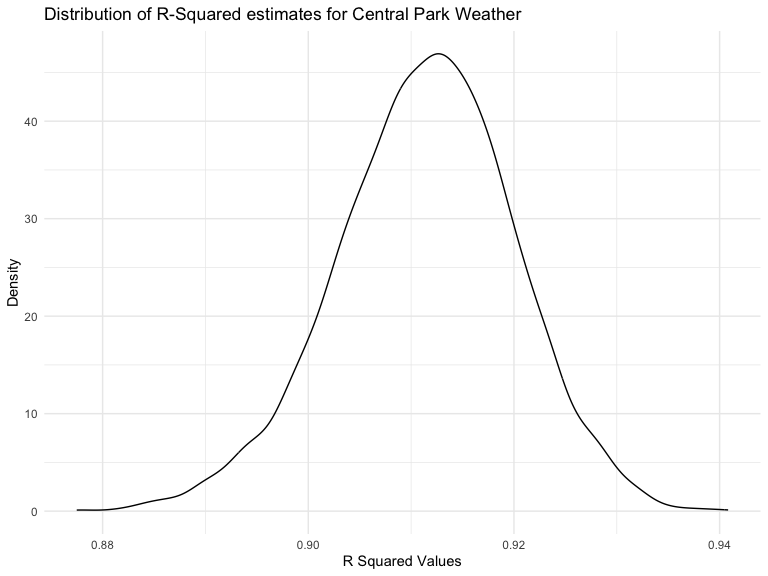 Distribution of R-Squared estimates for Central Park Weather
40
30
20
10
0
Density
0.88 0.90 0.92 0.94
R Squared Values